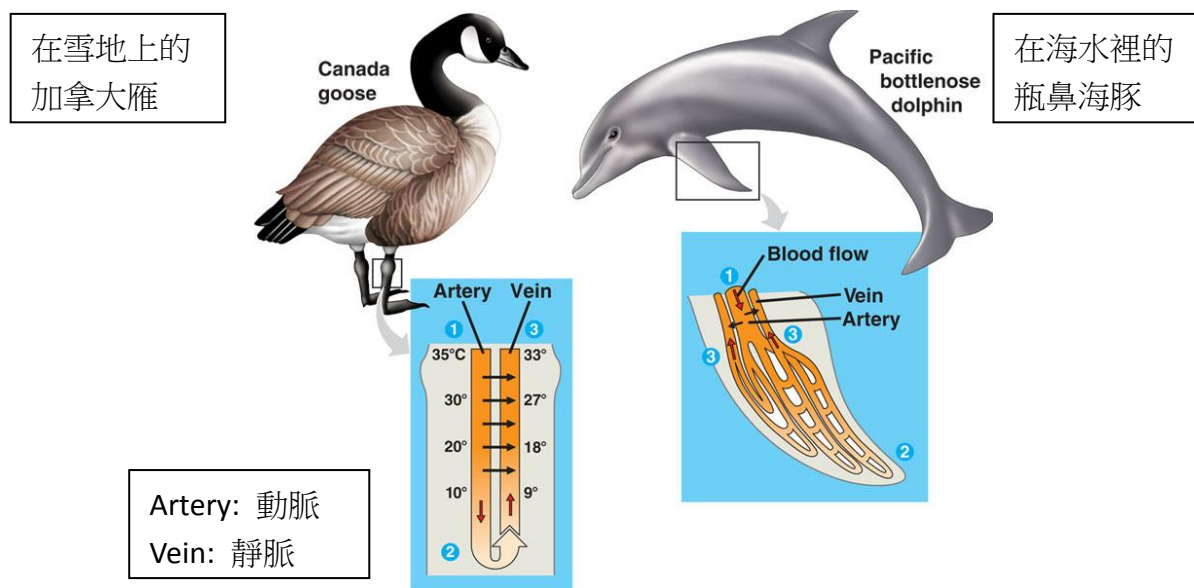 在雪地上的
加拿大雁
Canada
goose
Pacific
bottlenose
dolphin
在海水裡的
瓶鼻海豚
Artery Vein
1 3
35°C 33°
30° 27°
20° 18°
10° 9°
2
Blood flow
1
Vein
Artery
3
3
2
Artery: 動脈
Vein: 靜脈